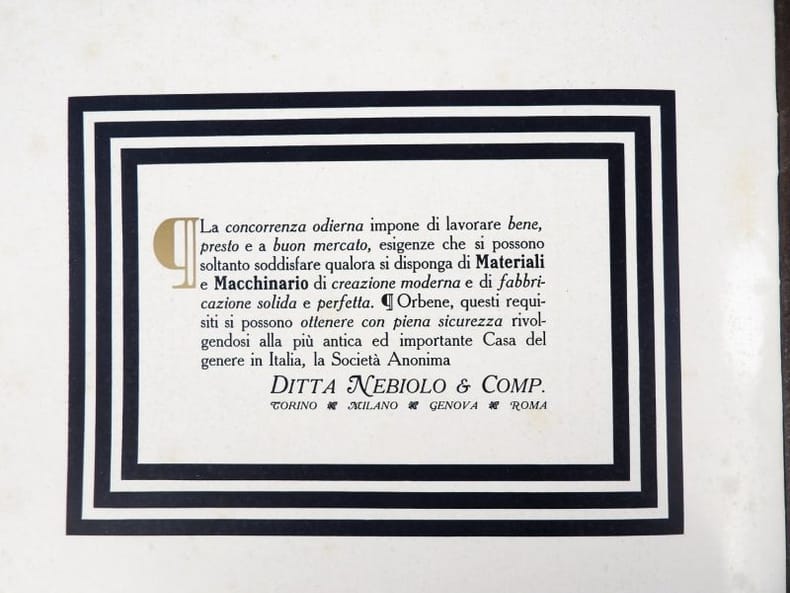 ¶ La concorrenza odierna impone di lavorare bene,
presto e a buon mercato, esigenze che si possono
soltanto soddisfare qualora si disponga di Materiali
e Macchinario di creazione moderna e di fabbri-
cazione solida e perfetta. ¶ Orbene, questi requi-
siti si possono ottenere con piena sicurezza rivol-
gendosi alla più antica ed importante Casa del
genere in Italia, la Società Anonima
DITTA NEBIOLO & COMP.
TORINO ❦ MILANO ❦ GENOVA ❦ ROMA